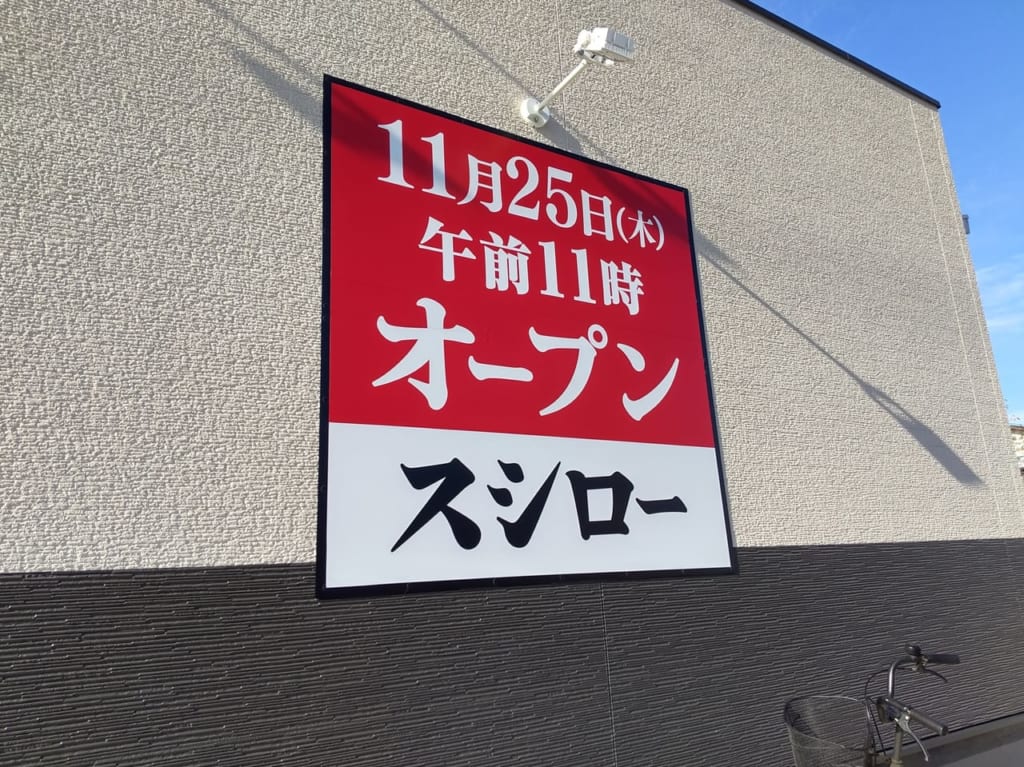 11月25日(木)
午前11時
オープン
スシロー